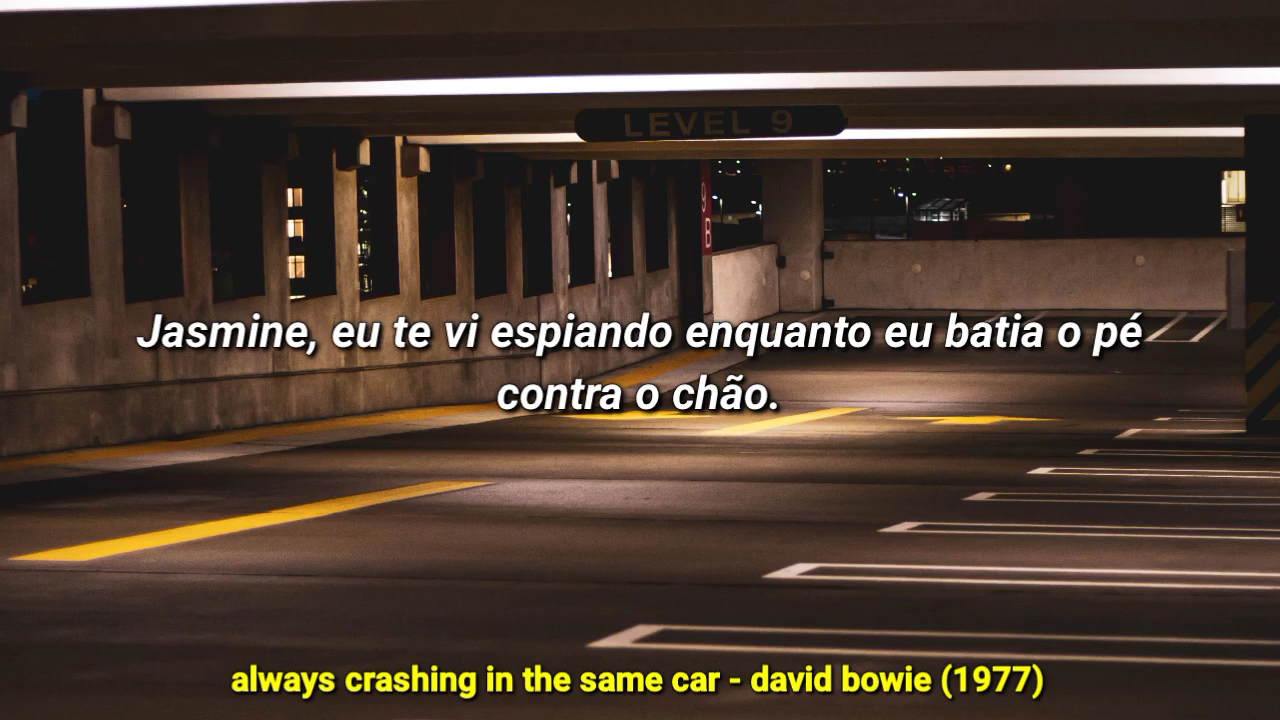 LEVEL 9
9
B
Jasmine, eu te vi espiando enquanto eu batia o pé
contra o chão.
always crashing in the same car - david bowie (1977)